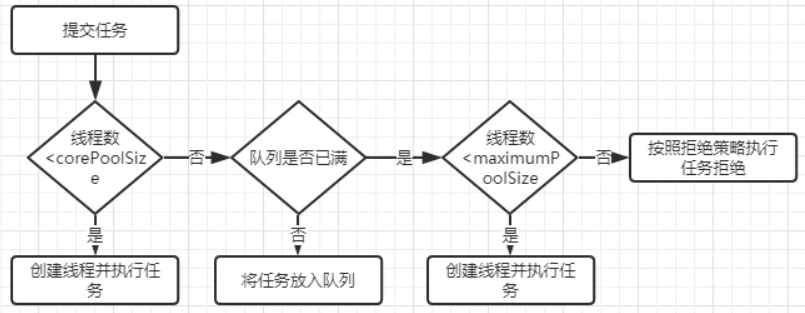 提交任务
线程数
<corePoolSiz
e
否
队列是否已满
是
线程数
<maximumP
oolSize
否
按照拒绝策略执行
任务拒绝
是
否
是
创建线程并执行任
务
将任务放入队列
创建线程并执行任
务